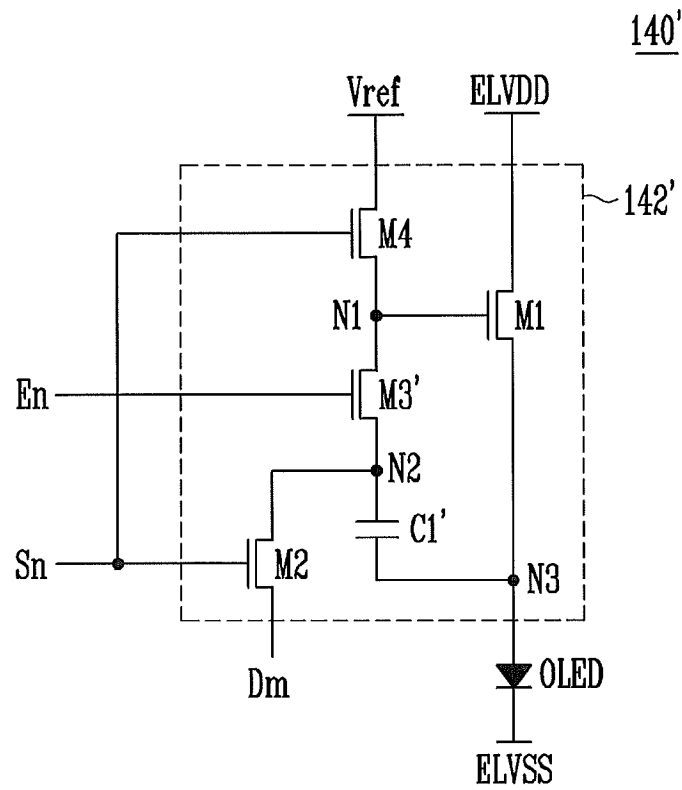 140'
Vref ELVDD
142'
M4
N1 M1
En M3'
N2
C1'
Sn M2 N3
Dm OLED
ELVSS